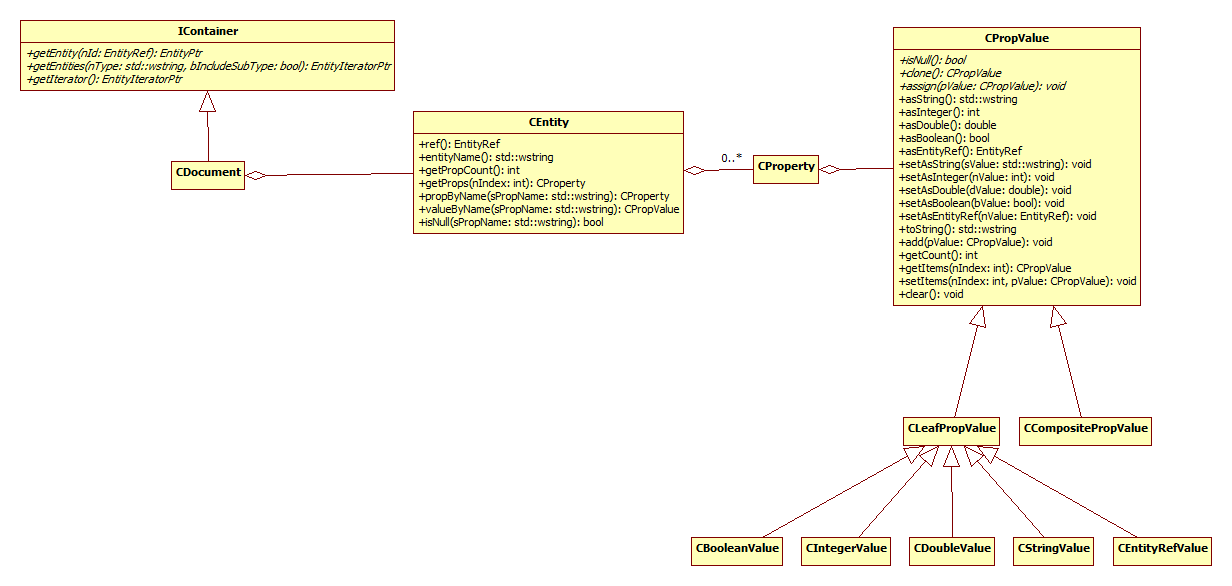 IContainer
+getEntity(nId: EntityRef): EntityPtr
+getEntities(nType: std::wstring, bIncludeSubType: bool): EntityIteratorPtr
+getIterator(): EntityIteratorPtr
CDocument
CEntity
+ref(): EntityRef
+entityName(): std::wstring
+getPropCount(): int
+getProps(nIndex: int): CProperty
+propByName(sPropName: std::wstring): CProperty
+valueByName(sPropName: std::wstring): CPropValue
+isNull(sPropName: std::wstring): bool
0..*
CProperty
CPropValue
+isNull(): bool
+clone(): CPropValue
+assign(pValue: CPropValue): void
+asString(): std::wstring
+asInteger(): int
+asDouble(): double
+asBoolean(): bool
+asEntityRef(): EntityRef
+setAsString(sValue: std::wstring): void
+setAsInteger(nValue: int): void
+setAsDouble(dValue: double): void
+setAsBoolean(bValue: bool): void
+setAsEntityRef(nValue: EntityRef): void
+toString(): std::wstring
+add(pValue: CPropValue): void
+getCount(): int
+getItems(nIndex: int): CPropValue
+setItems(nIndex: int, pValue: CPropValue): void
+clear(): void
CLeafPropValue
CCompositePropValue
CBooleanValue
CIntegerValue
CDoubleValue
CStringValue
CEntityRefValue